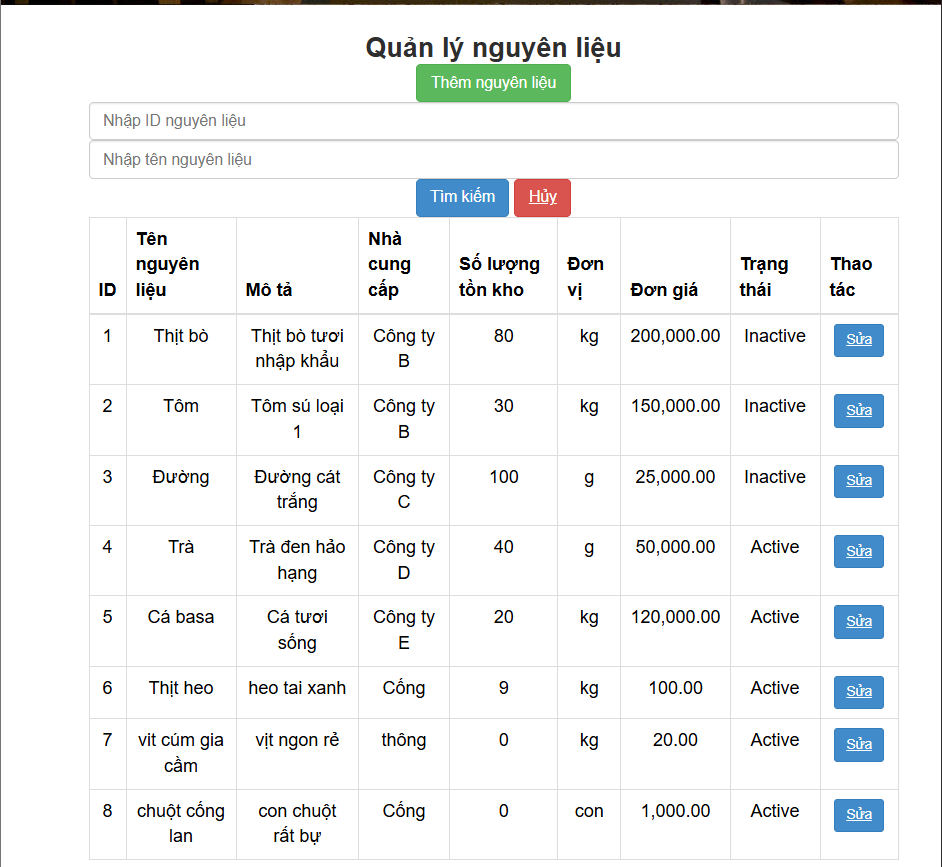 Quản lý nguyên liệu
Thêm nguyên liệu
Nhập ID nguyên liệu
Nhập tên nguyên liệu
Tìm kiếm Hủy
ID Tên nguyên liệu Mô tả Nhà cung cấp Số lượng tồn kho Đơn vị Đơn giá Trạng thái Thao tác
1 Thịt bò Thịt bò tươi nhập khẩu Công ty B 80 kg 200,000.00 Inactive Sửa
2 Tôm Tôm sú loại 1 Công ty B 30 kg 150,000.00 Inactive Sửa
3 Đường Đường cát trắng Công ty C 100 g 25,000.00 Inactive Sửa
4 Trà Trà đen hảo hạng Công ty D 40 g 50,000.00 Active Sửa
5 Cá basa Cá tươi sống Công ty E 20 kg 120,000.00 Active Sửa
6 Thịt heo heo tai xanh Cống 9 kg 100.00 Active Sửa
7 vit cúm gia cầm vịt ngon rẻ thông 0 kg 20.00 Active Sửa
8 chuột cống lan con chuột rất bự Cống 0 con 1,000.00 Active Sửa